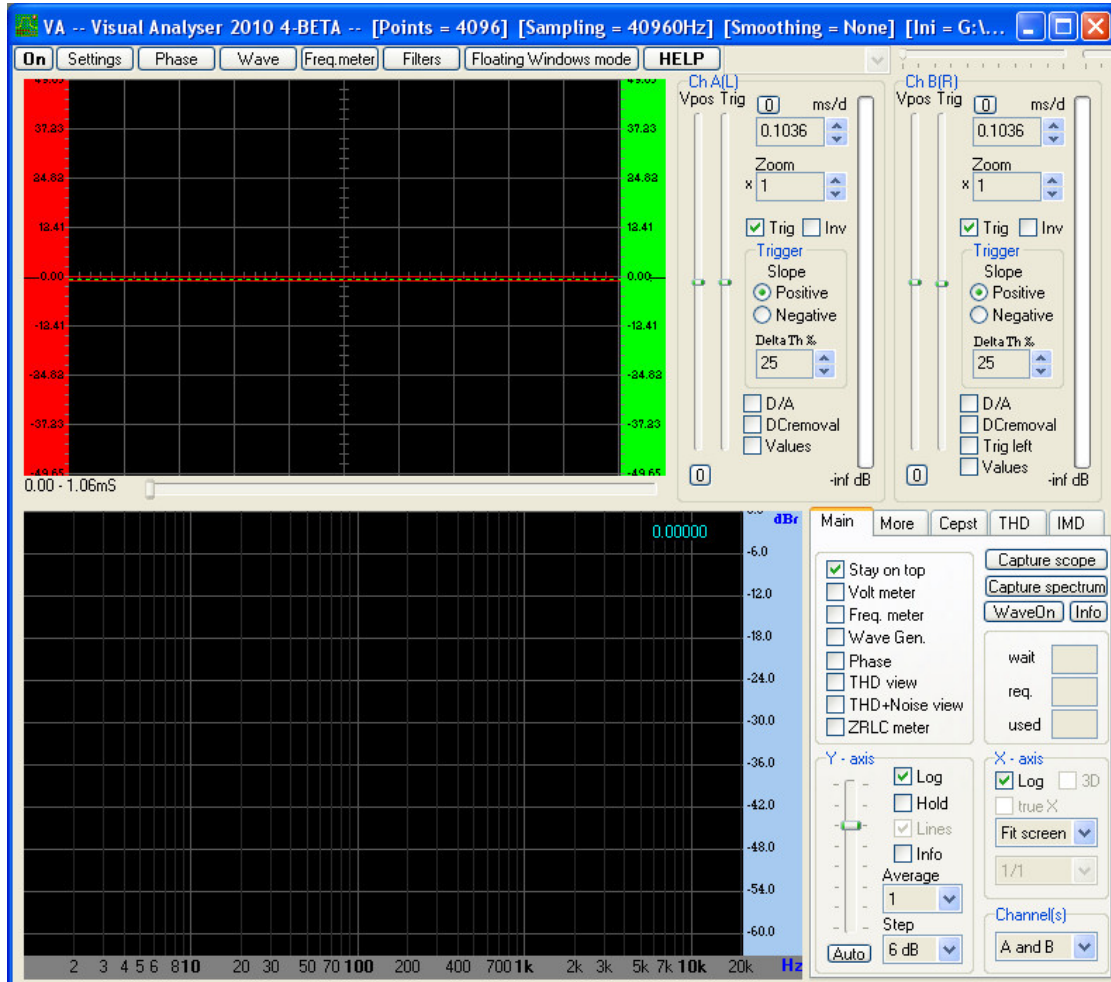 VA -- Visual Analyser 2010 4-BETA -- [Points = 4096] [Sampling = 40960Hz] [Smoothing = None] [Ini = G:\...
On Settings Phase Wave Freq.meter Filters Floating Windows mode HELP
49.65
37.23
24.82
12.41
0.00
-12.41
-24.82
-37.23
-49.65
49.65
37.23
24.82
12.41
0.00
-12.41
-24.82
-37.23
-49.65
0.00 - 1.06mS
Ch A(L)
Vpos Trig 0 ms/d
0.1036
Zoom
x 1
Trig Inv
Trigger
Slope
Positive
Negative
Delta Th %
25
D/A
DCremoval
Values
0 -inf dB
Ch B(R)
Vpos Trig 0 ms/d
0.1036
Zoom
x 1
Trig Inv
Trigger
Slope
Positive
Negative
Delta Th %
25
D/A
DCremoval
Trig left
Values
0 -inf dB
0.00000
dBr
-6.0
-12.0
-18.0
-24.0
-30.0
-36.0
-42.0
-48.0
-54.0
-60.0
2 3 4 5 6 8 10 20 30 50 70 100 200 400 700 1k 2k 3k 5k 7k 10k 20k Hz
Main More Cepst THD IMD
Stay on top
Volt meter
Freq. meter
Wave Gen.
Phase
THD view
THD+Noise view
ZRLC meter
Capture scope
Capture spectrum
WaveOn Info
wait
req.
used
Y - axis
Log
Hold
Lines
Info
Average
1
Step
Auto 6 dB
X - axis
Log 3D
true X
Fit screen
1/1
Channel(s)
A and B